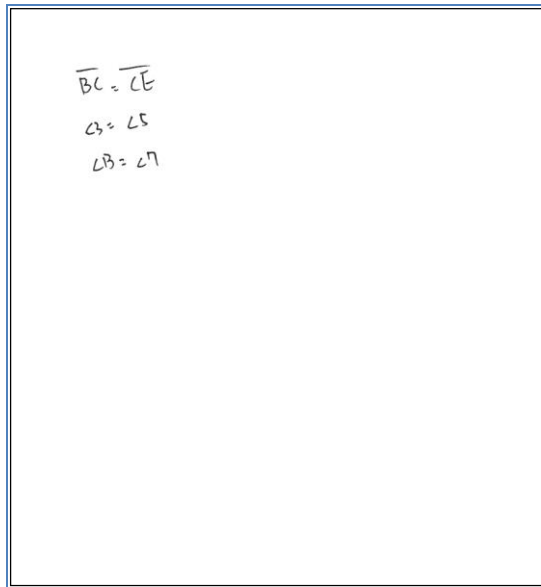 BC = CE
∠3 = ∠5
∠B = ∠7